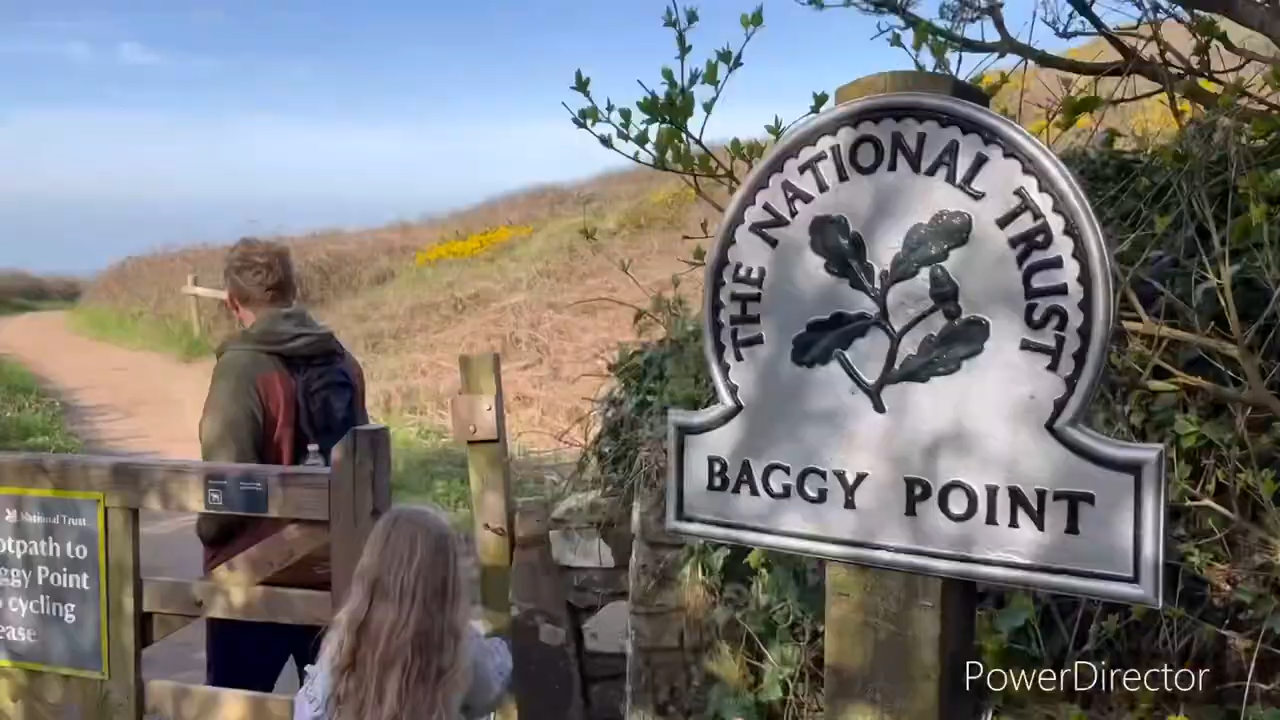 THE NATIONAL TRUST
BAGGY POINT
National Trust
otpath to
ggy Point
cycling
ease
PowerDirector